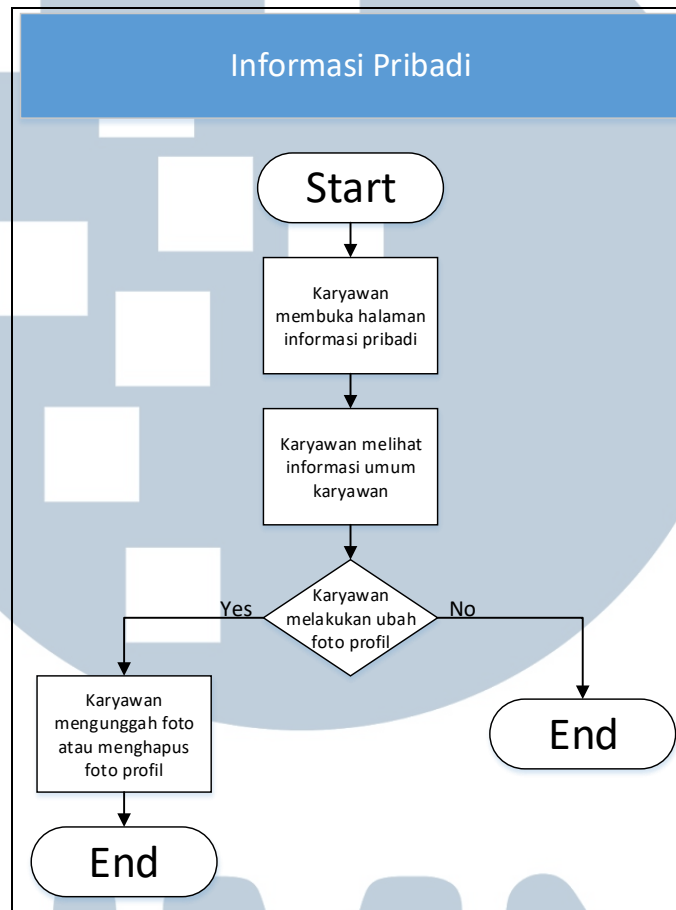 Informasi Pribadi
Start
Karyawan
membuka halaman
informasi pribadi
Karyawan melihat
informasi umum
karyawan
Karyawan
melakukan ubah
foto profil
Yes
No
Karyawan
mengunggah foto
atau menghapus
foto profil
End
End